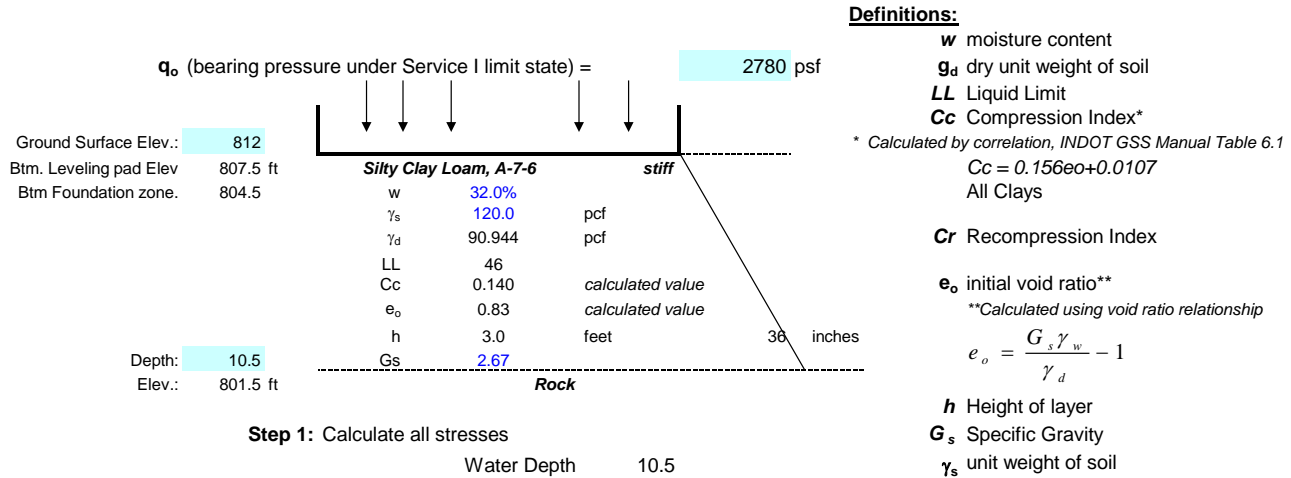 Definitions:
w moisture content
qo (bearing pressure under Service I limit state) = 2780 psf
gd dry unit weight of soil
LL Liquid Limit
Cc Compression Index*
Ground Surface Elev.: 812
* Calculated by correlation, INDOT GSS Manual Table 6.1
Btm. Leveling pad Elev 807.5 ft
Silty Clay Loam, A-7-6 stiff
Cc = 0.156eo+0.0107
Btm Foundation zone. 804.5
w 32.0%
All Clays
γs 120.0 pcf
γd 90.944 pcf
Cr Recompression Index
LL 46
Cc 0.140 calculated value
eo initial void ratio**
eo 0.83 calculated value
**Calculated using void ratio relationship
h 3.0 feet 36 inches
e o = G s γ w / γ d − 1
Depth: 10.5
Gs 2.67
Elev.: 801.5 ft
Rock
h Height of layer
Step 1: Calculate all stresses
G s Specific Gravity
Water Depth 10.5
γs unit weight of soil